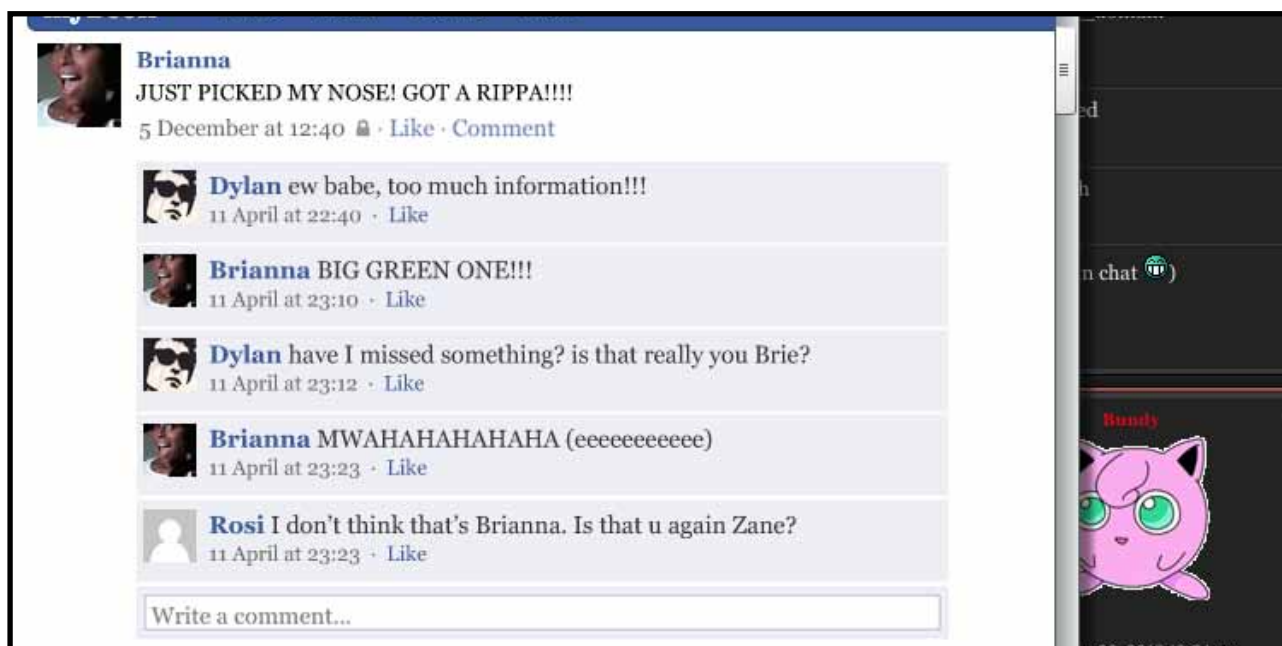 Brianna
JUST PICKED MY NOSE! GOT A RIPPA!!!!
5 December at 12:40 · Like · Comment
Dylan ew babe, too much information!!!
11 April at 22:40 · Like
Brianna BIG GREEN ONE!!!
11 April at 23:10 · Like
Dylan have I missed something? is that really you Brie?
11 April at 23:12 · Like
Brianna MWAHAHAHAHAHA (eeeeeeeeeee)
11 April at 23:23 · Like
Rosi I don't think that's Brianna. Is that u again Zane?
11 April at 23:23 · Like
Write a comment...
n chat )
Bundy